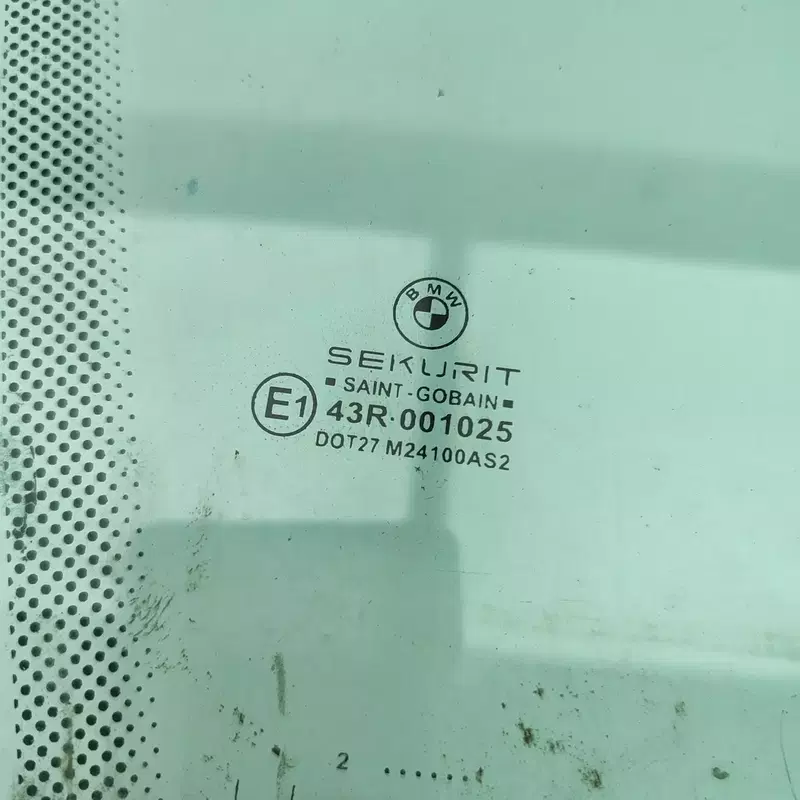 BMW
SEKURIT
SAINT-GOBAIN
E1
43R-001025
DOT27 M24100AS2
2 ......